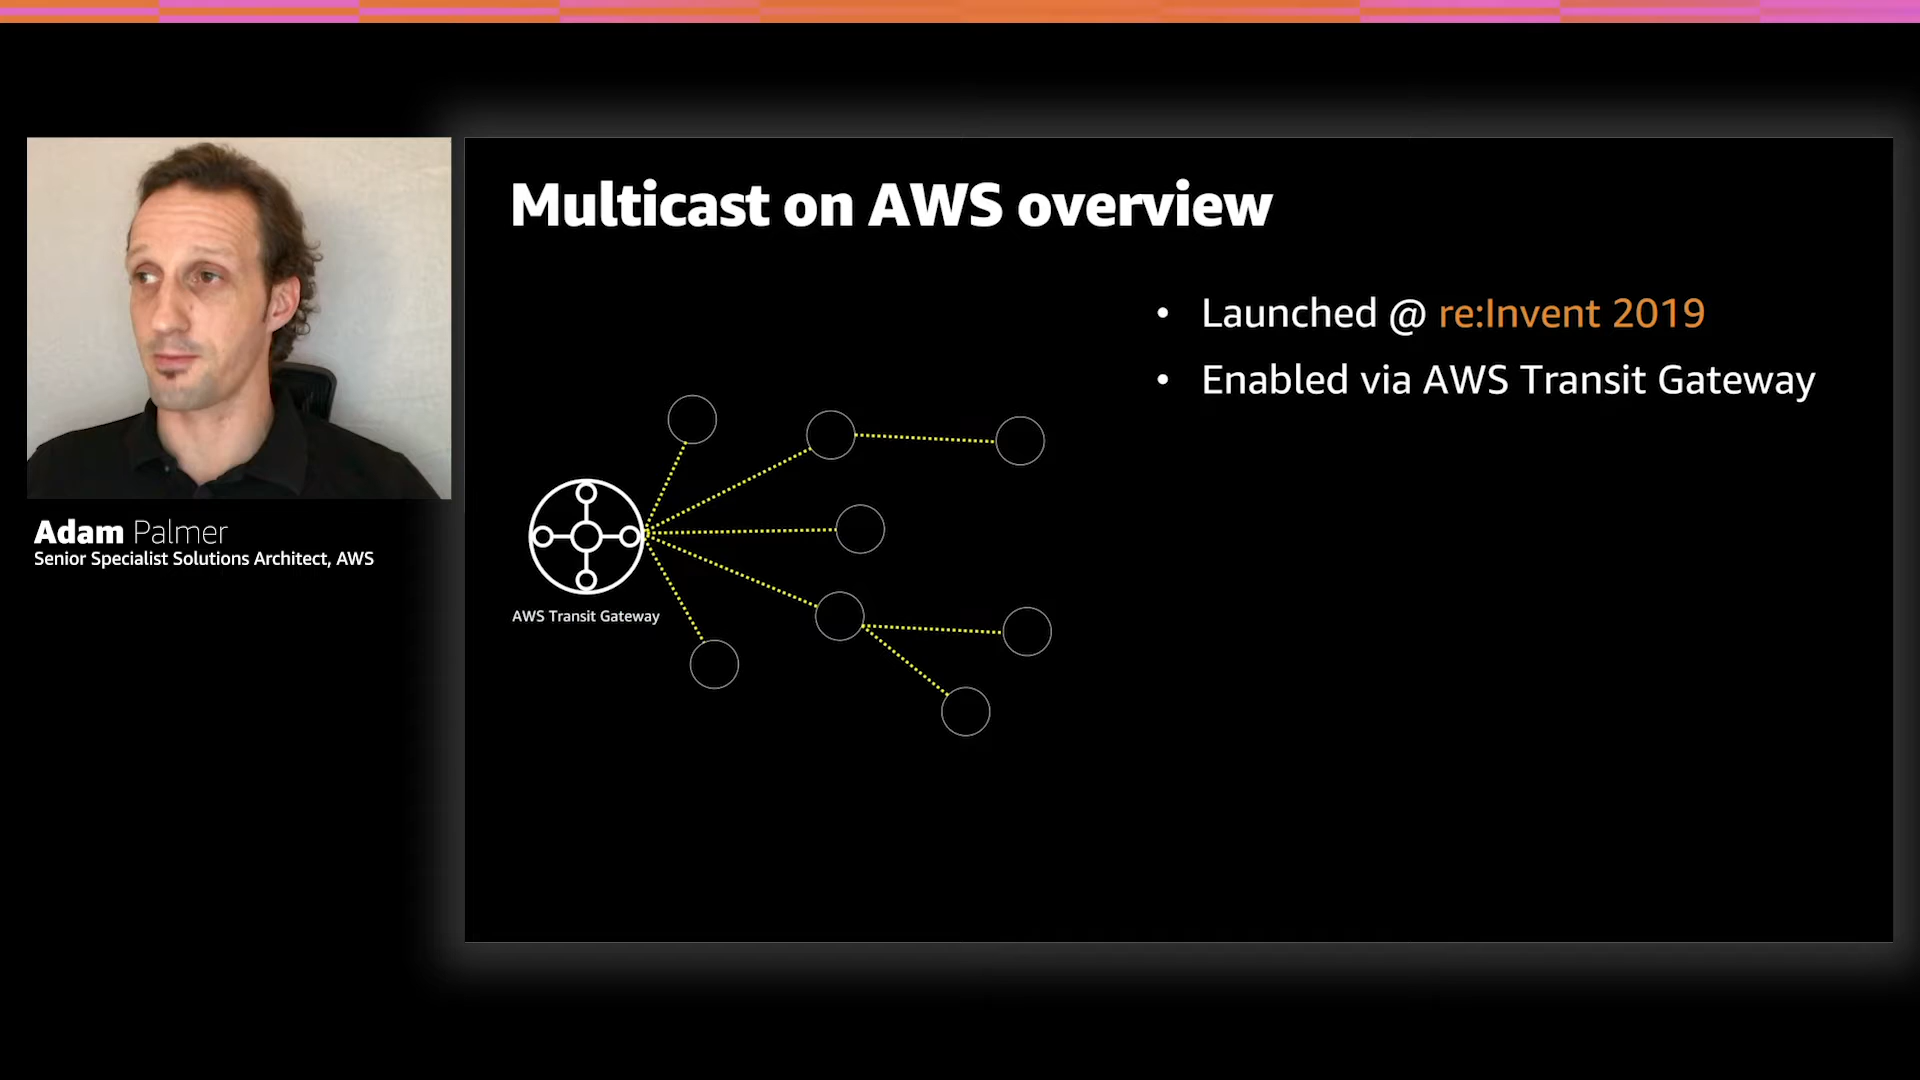 Multicast on AWS overview
• Launched @ re:Invent 2019
• Enabled via AWS Transit Gateway
AWS Transit Gateway
Adam Palmer
Senior Specialist Solutions Architect, AWS